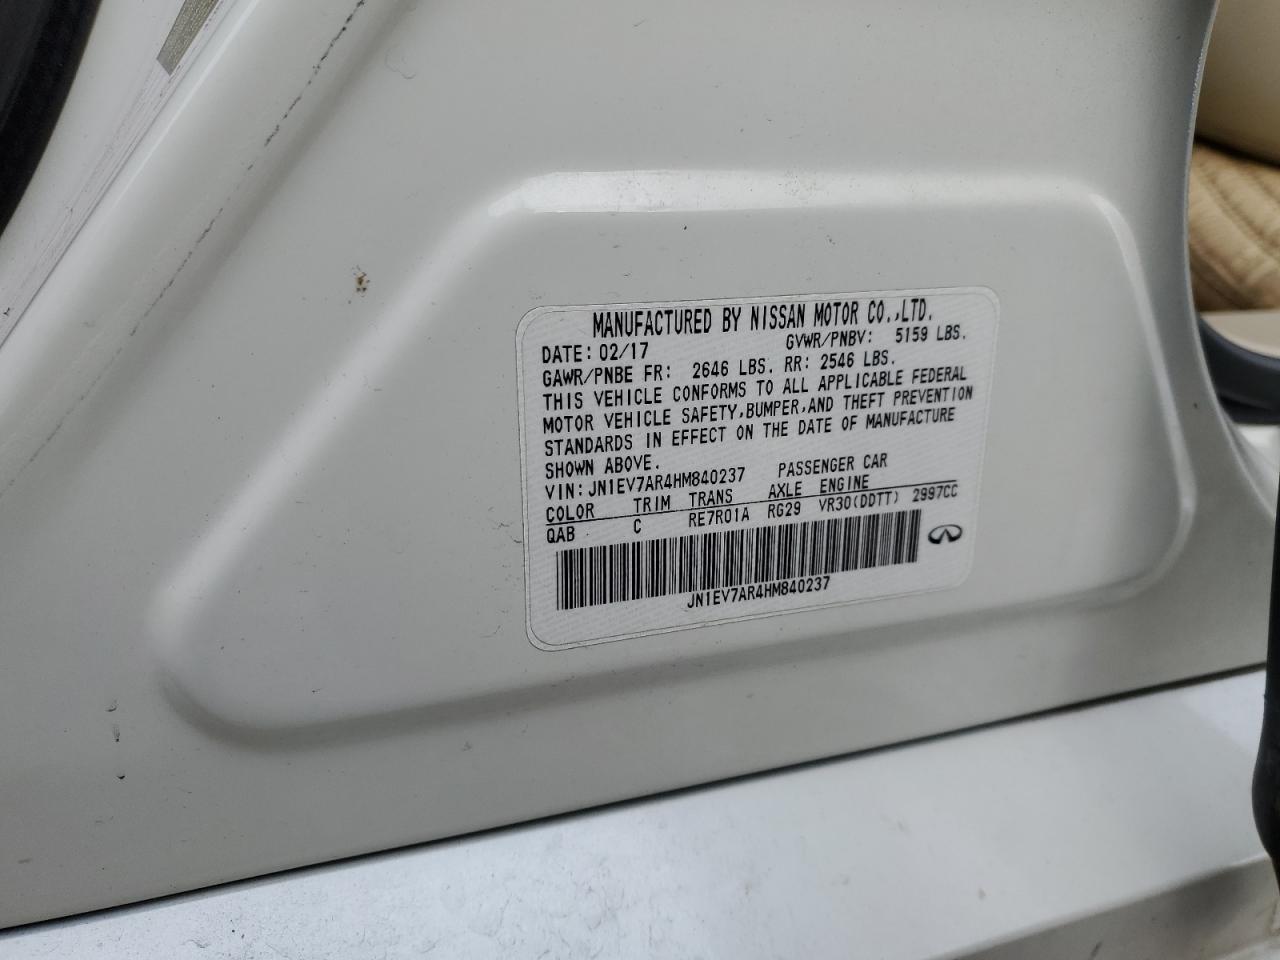 MANUFACTURED BY NISSAN MOTOR CO.,LTD.
DATE: 02/17 GVWR/PNBV: 5159 LBS.
GAWR/PNBE FR: 2646 LBS. RR: 2546 LBS.
THIS VEHICLE CONFORMS TO ALL APPLICABLE FEDERAL
MOTOR VEHICLE SAFETY,BUMPER,AND THEFT PREVENTION
STANDARDS IN EFFECT ON THE DATE OF MANUFACTURE
SHOWN ABOVE.
VIN: JN1EV7AR4HM840237 PASSENGER CAR
COLOR TRIM TRANS AXLE ENGINE
QAB C RE7R01A RG29 VR30(DDTT) 2997CC
JN1EV7AR4HM840237